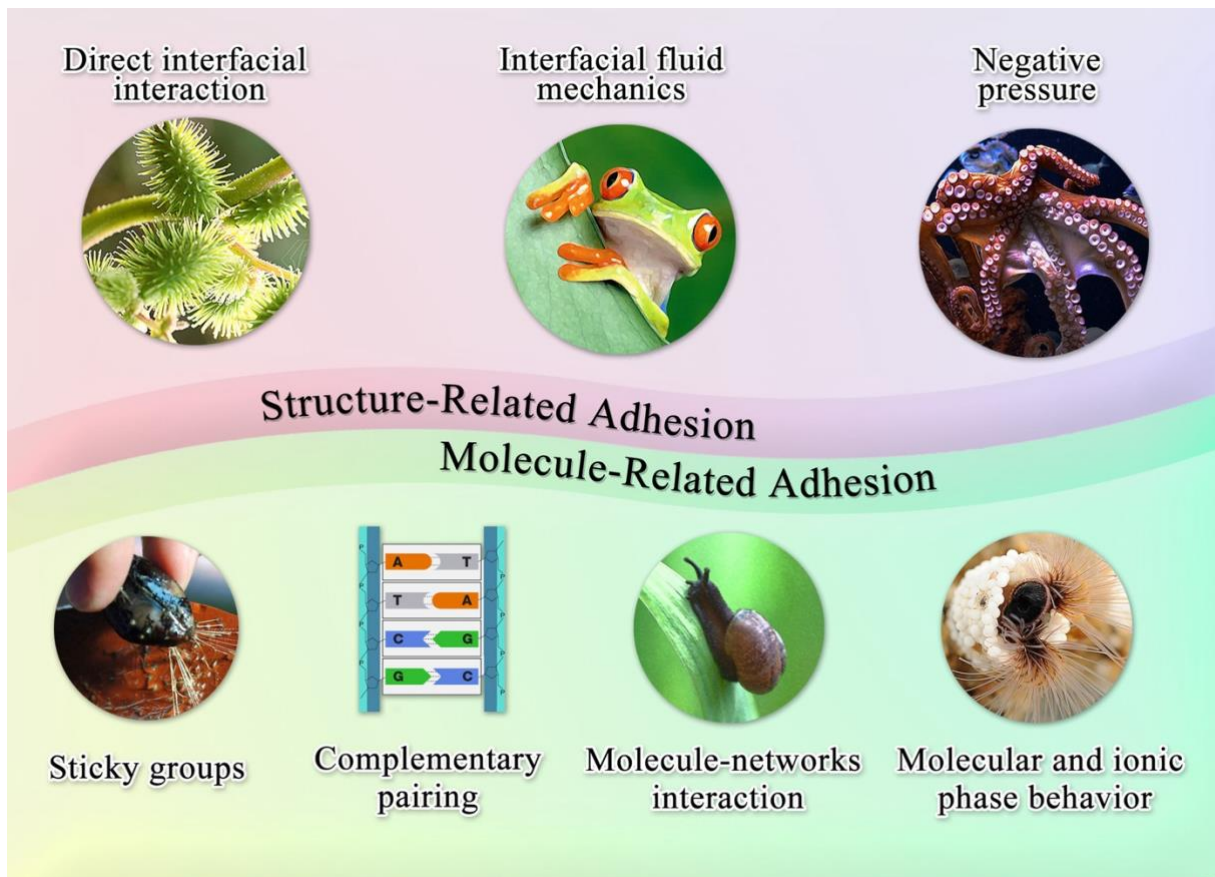 Direct interfacial
interaction
Interfacial fluid
mechanics
Negative
pressure
Structure-Related Adhesion
Molecule-Related Adhesion
A T
T A
C G
G C
Sticky groups
Complementary
pairing
Molecule-networks
interaction
Molecular and ionic
phase behavior